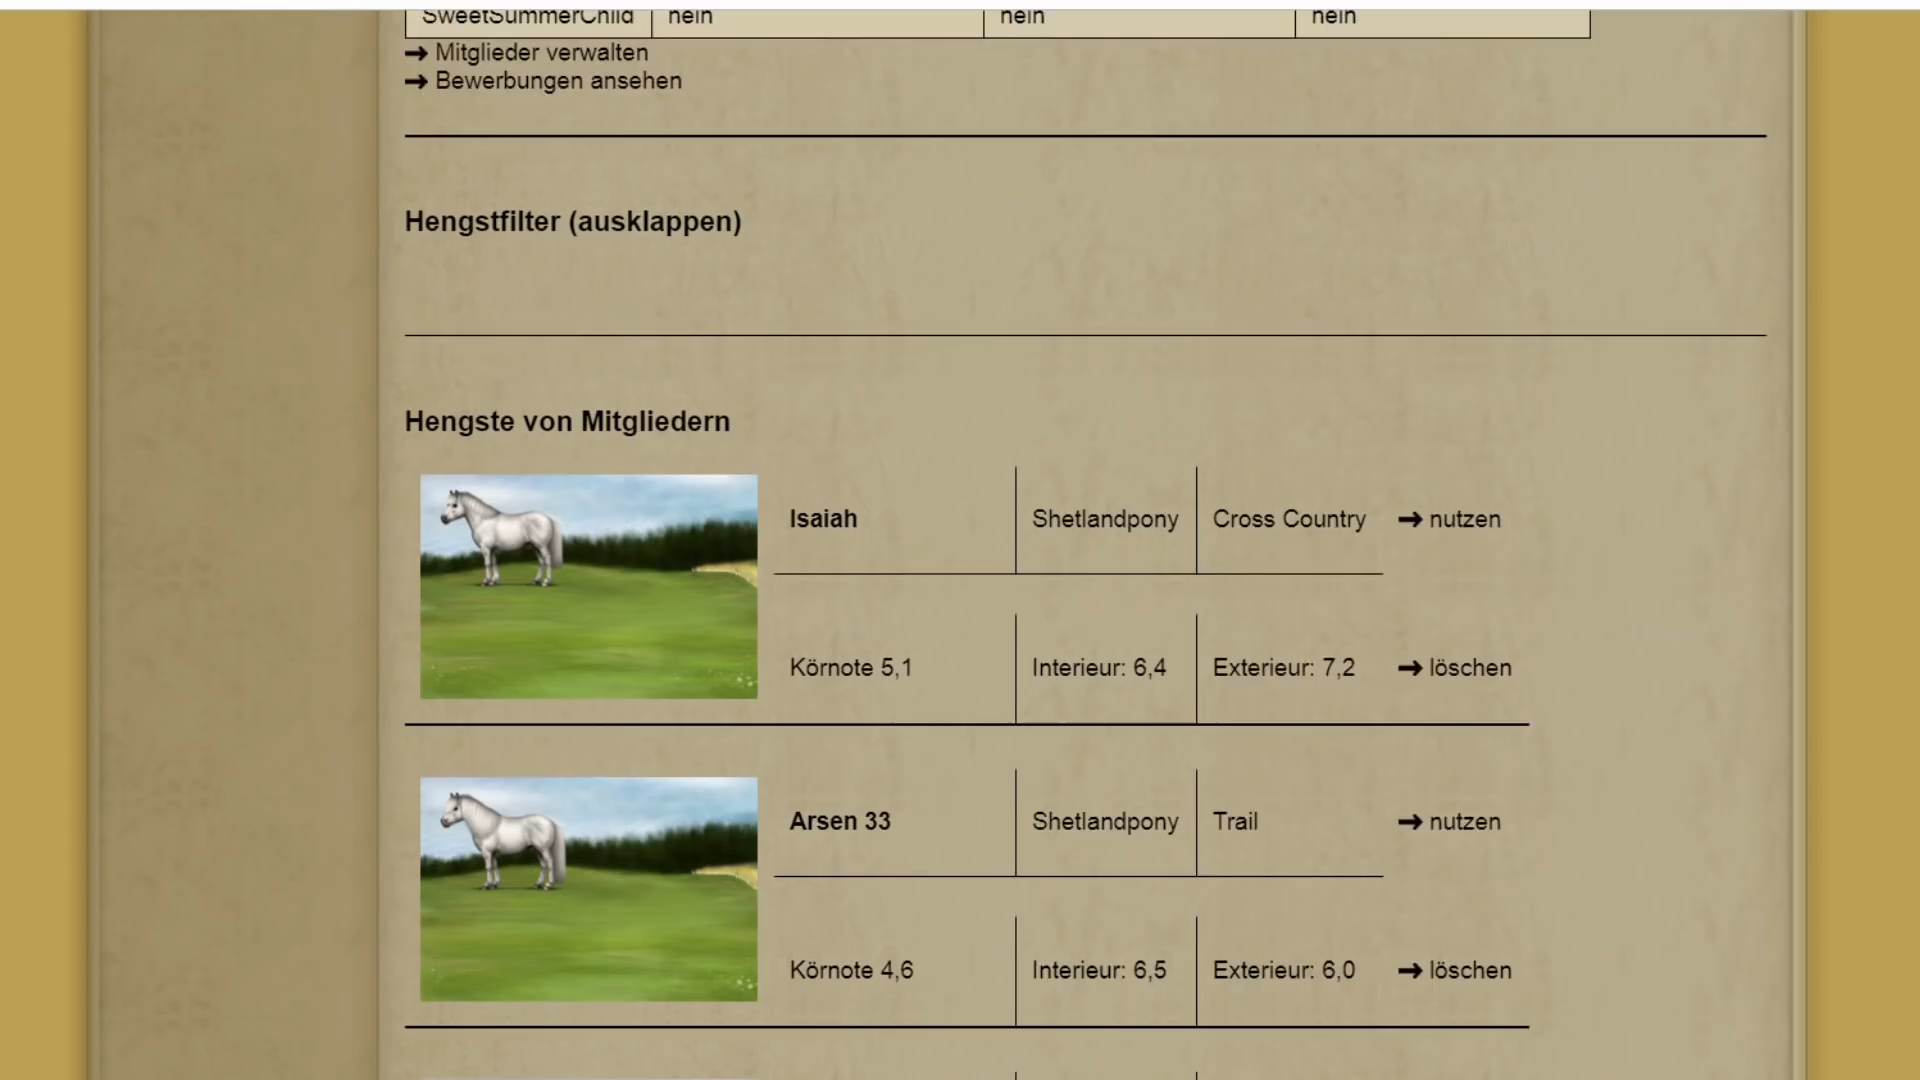 SweetSummerChild nein nein nein
➞ Mitglieder verwalten
➞ Bewerbungen ansehen
Hengstfilter (ausklappen)
Hengste von Mitgliedern
Isaiah Shetlandpony Cross Country ➞ nutzen
Körnote 5,1 Interieur: 6,4 Exterieur: 7,2 ➞ löschen
Arsen 33 Shetlandpony Trail ➞ nutzen
Körnote 4,6 Interieur: 6,5 Exterieur: 6,0 ➞ löschen